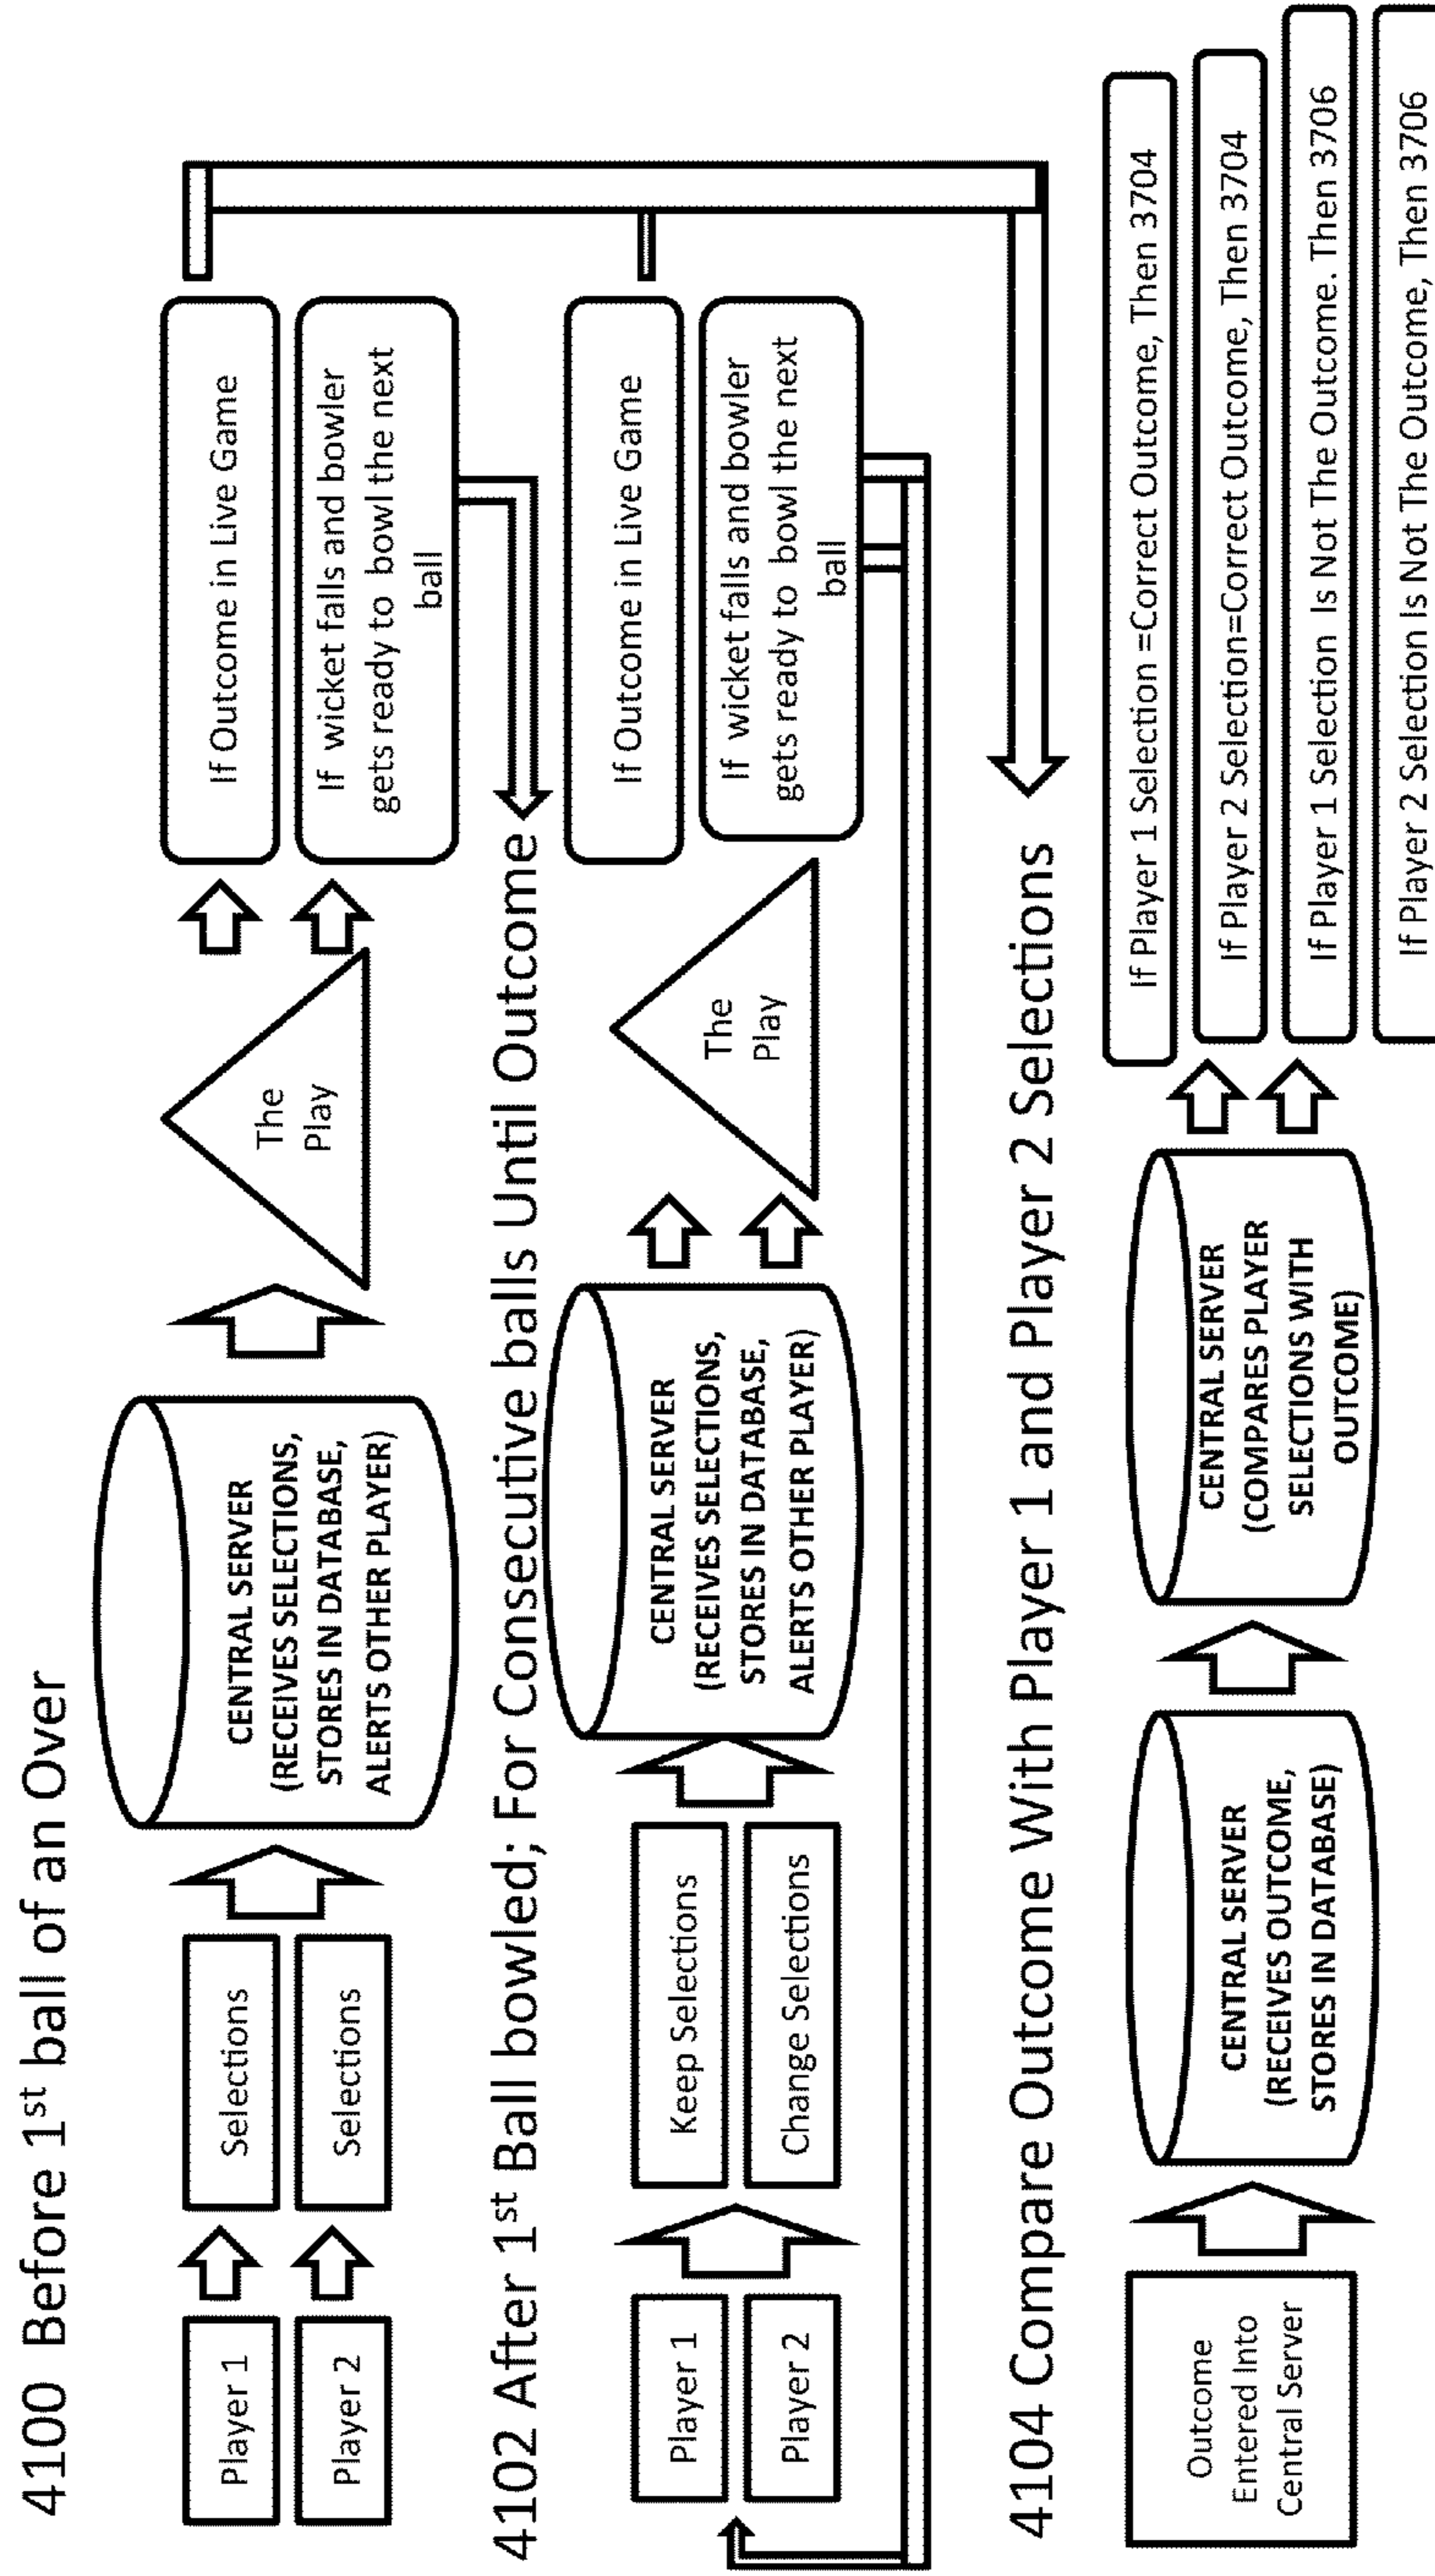 4100 Before 1st ball of an Over
Player 1
Player 2
Selections
Selections
CENTRAL SERVER
(RECEIVES SELECTIONS,
STORES IN DATABASE,
ALERTS OTHER PLAYER)
The
Play
If Outcome in Live Game
If wicket falls and bowler
gets ready to bowl the next
ball
4102 After 1st Ball bowled; For Consecutive balls Until Outcome
Player 1
Player 2
Keep Selections
Change Selections
CENTRAL SERVER
(RECEIVES SELECTIONS,
STORES IN DATABASE,
ALERTS OTHER PLAYER)
The
Play
If Outcome in Live Game
If wicket falls and bowler
gets ready to bowl the next
ball
4104 Compare Outcome With Player 1 and Player 2 Selections
Outcome
Entered Into
Central Server
CENTRAL SERVER
(RECEIVES OUTCOME,
STORES IN DATABASE)
CENTRAL SERVER
(COMPARES PLAYER
SELECTIONS WITH
OUTCOME)
If Player 1 Selection =Correct Outcome, Then 3704
If Player 2 Selection=Correct Outcome, Then 3704
If Player 1 Selection Is Not The Outcome. Then 3706
If Player 2 Selection Is Not The Outcome, Then 3706